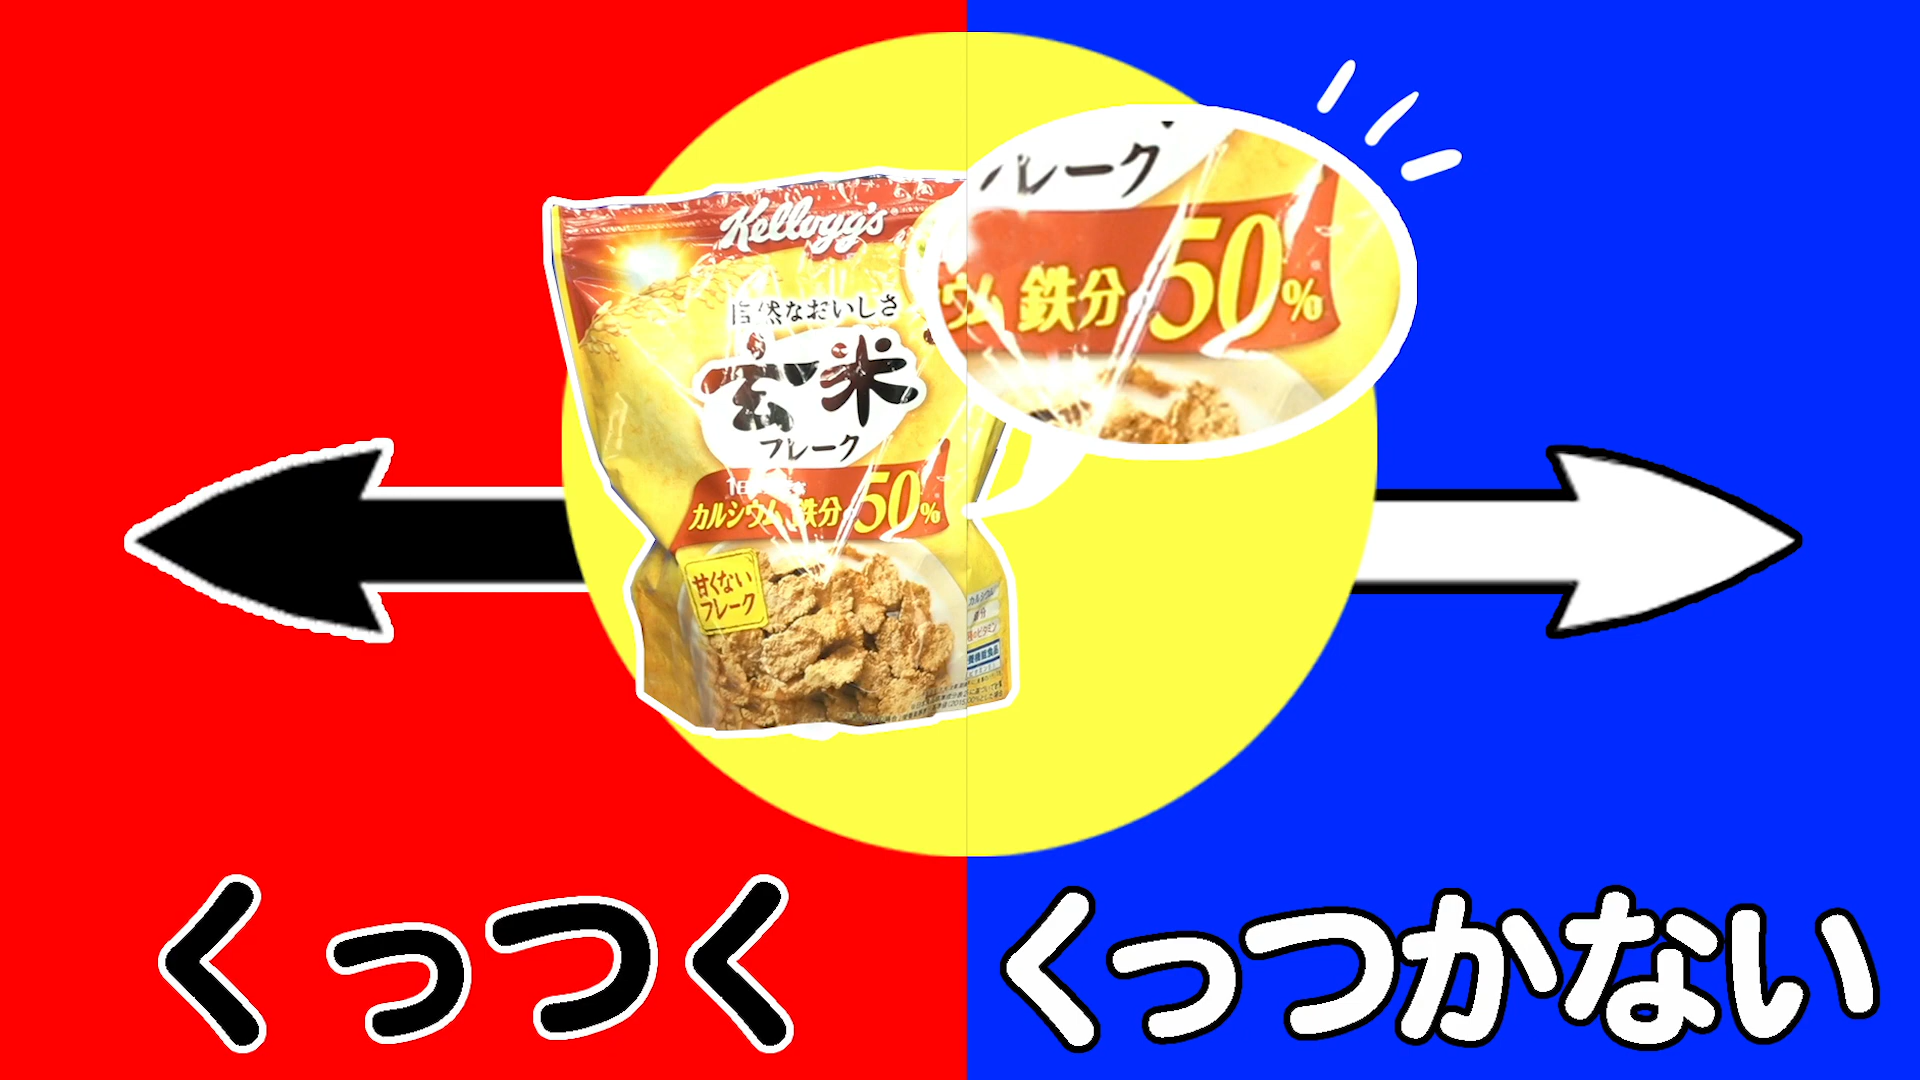 Kellogg's
自然なおいしさ
玄米
フレーク
カルシウム 鉄分 50%
甘くない
フレーク
フレーク
ウム 鉄分 50%
くっつく
くっつかない